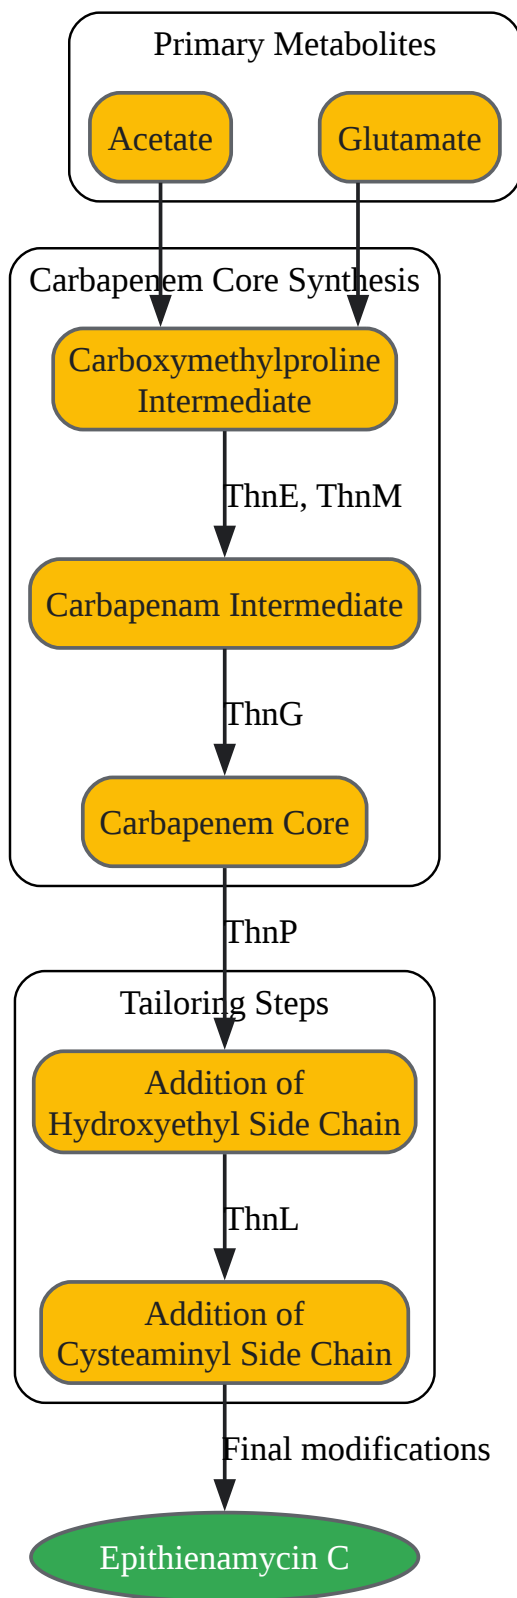 Primary Metabolites
Acetate
Glutamate
Carbapenem Core Synthesis
Carboxymethylproline
Intermediate
ThnE, ThnM
Carbapenam Intermediate
ThnG
Carbapenem Core
ThnP
Tailoring Steps
Addition of
Hydroxyethyl Side Chain
ThnL
Addition of
Cysteaminyl Side Chain
Final modifications
Epithienamycin C